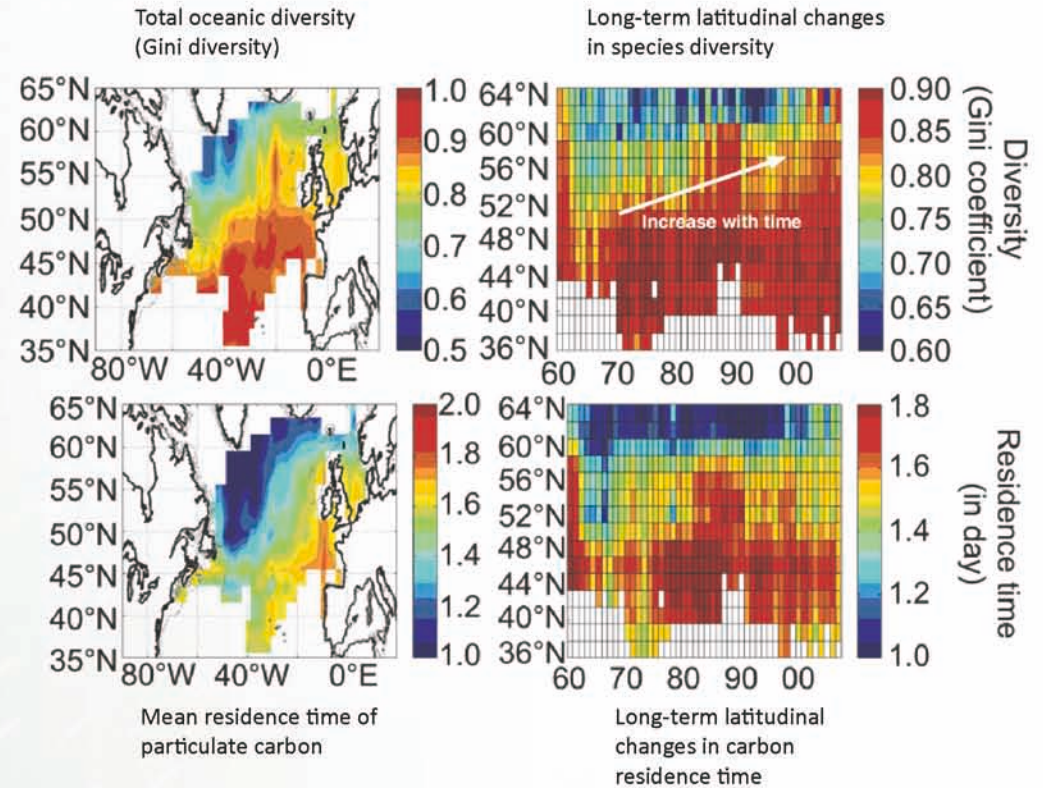 Total oceanic diversity
(Gini diversity)
Long-term latitudinal changes
in species diversity
65°N
60°N
55°N
50°N
45°N
40°N
35°N
80°W 40°W 0°E
1.0
0.9
0.8
0.7
0.6
0.5
64°N
60°N
56°N
52°N
48°N
44°N
40°N
36°N
60 70 80 90 00
Increase with time
0.90
0.85
0.80
0.75
0.70
0.65
0.60
Diversity
(Gini coefficient)
65°N
60°N
55°N
50°N
45°N
40°N
35°N
80°W 40°W 0°E
2.0
1.8
1.6
1.4
1.2
1.0
64°N
60°N
56°N
52°N
48°N
44°N
40°N
36°N
60 70 80 90 00
1.8
1.6
1.4
1.2
1.0
Residence time
(in day)
Mean residence time of
particulate carbon
Long-term latitudinal
changes in carbon
residence time